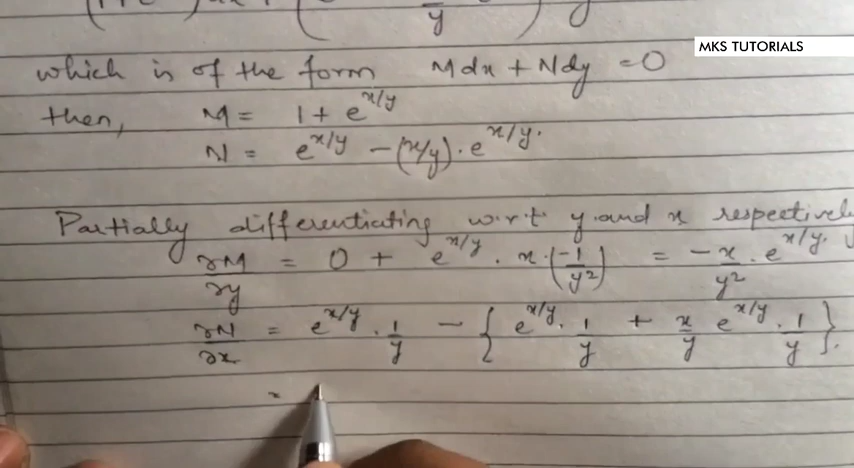 MKS TUTORIALS
which is of the form Mdx + Ndy = 0
then, M = 1 + e^{x/y}
N = e^{x/y} - (x/y) . e^{x/y}.
Partially differentiating w.r.t y and x respectively
∂M/∂y = 0 + e^{x/y} . x . (-1/y²) = -x/y² . e^{x/y}.
∂N/∂x = e^{x/y} . 1/y - { e^{x/y} . 1/y + x/y e^{x/y} . 1/y }.
=